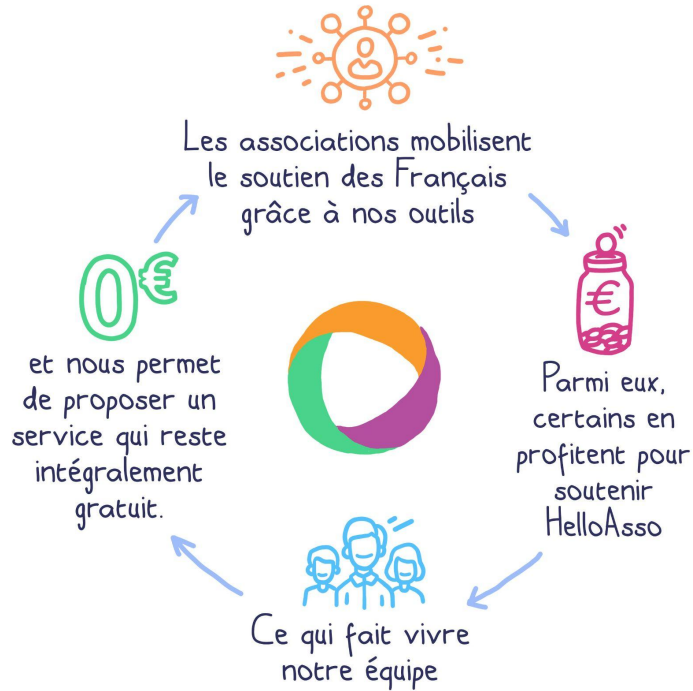 Les associations mobilisent
le soutien des Français
grâce à nos outils
Parmi eux,
certains en
profitent pour
soutenir
HelloAsso
Ce qui fait vivre
notre équipe
0€
et nous permet
de proposer un
service qui reste
intégralement
gratuit.
€